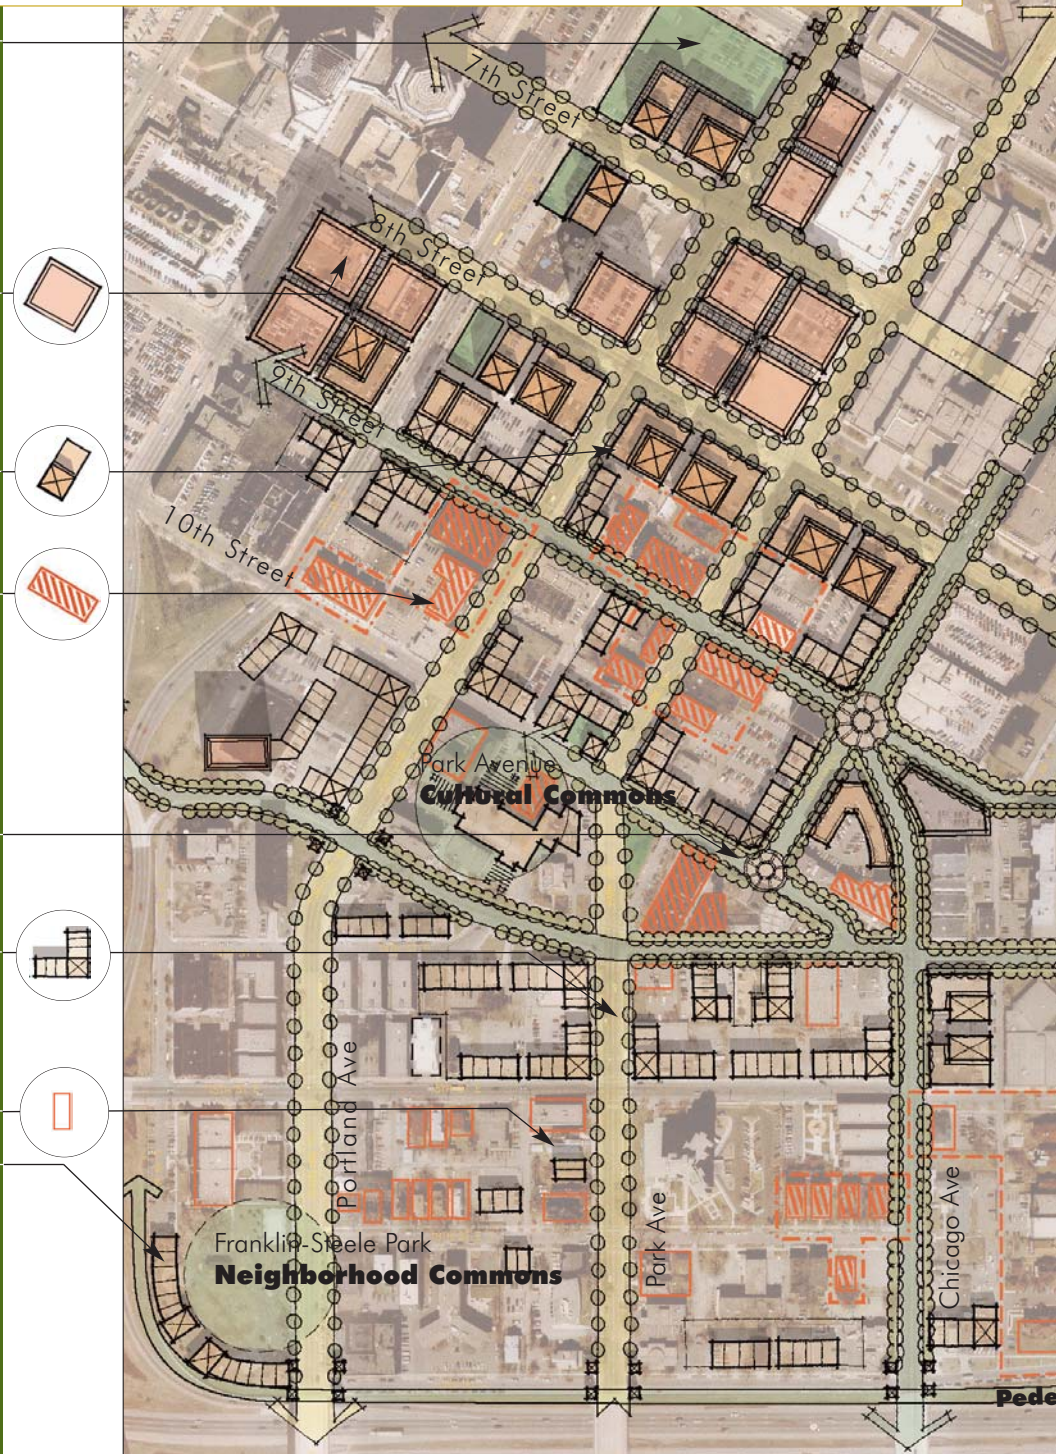 7th Street
8th Street
9th Street
10th Street
Park Avenue
Cultural Commons
Portland Ave
Park Ave
Chicago Ave
Franklin-Steele Park
Neighborhood Commons
Pede